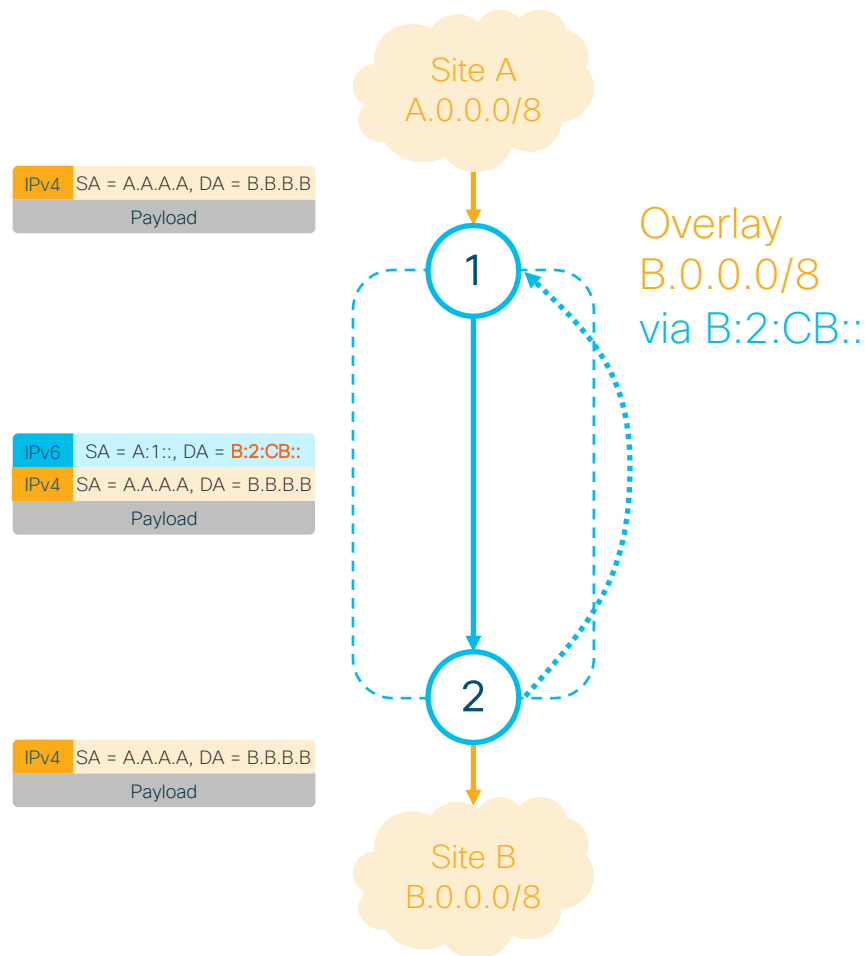 Site A
A.0.0.0/8
IPv4 SA = A.A.A.A, DA = B.B.B.B
Payload
1
Overlay
B.0.0.0/8
via B:2:CB::
IPv6 SA = A:1::, DA = B:2:CB::
IPv4 SA = A.A.A.A, DA = B.B.B.B
Payload
2
IPv4 SA = A.A.A.A, DA = B.B.B.B
Payload
Site B
B.0.0.0/8